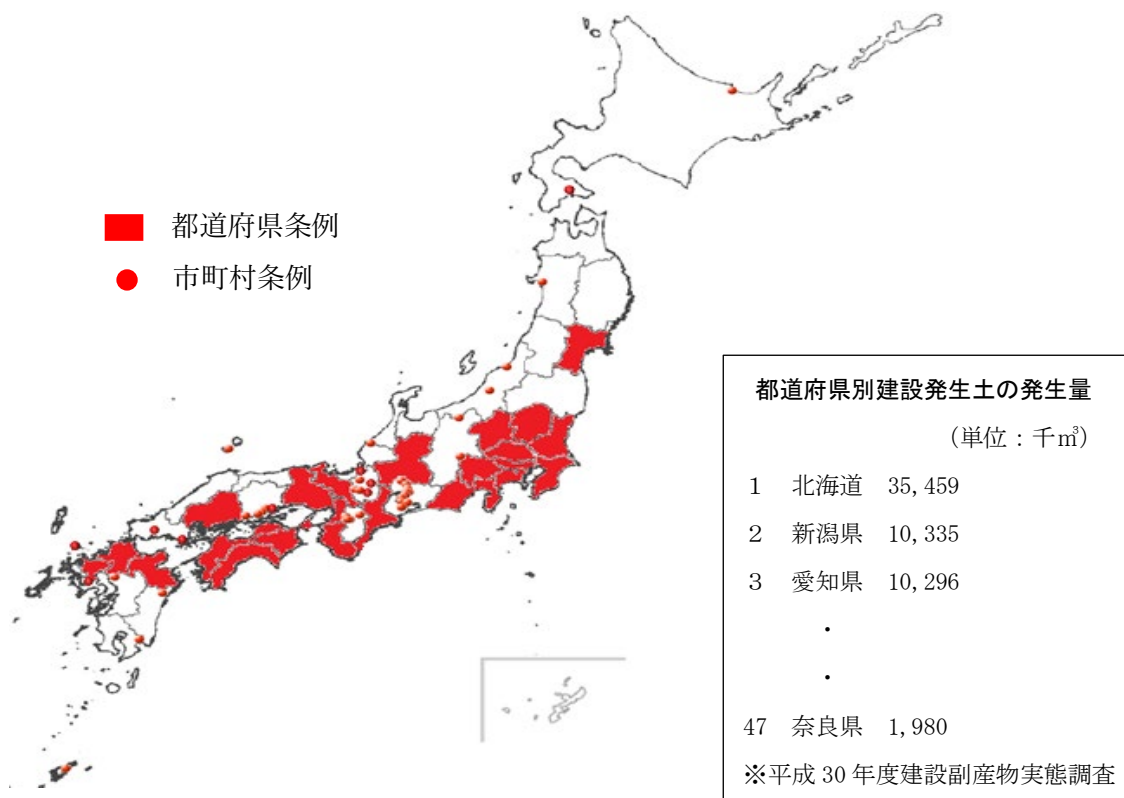 都道府県条例
市町村条例
都道府県別建設発生土の発生量
（単位：千㎥）
1 北海道 35,459
2 新潟県 10,335
3 愛知県 10,296
・
・
47 奈良県 1,980
※平成 30 年度建設副産物実態調査